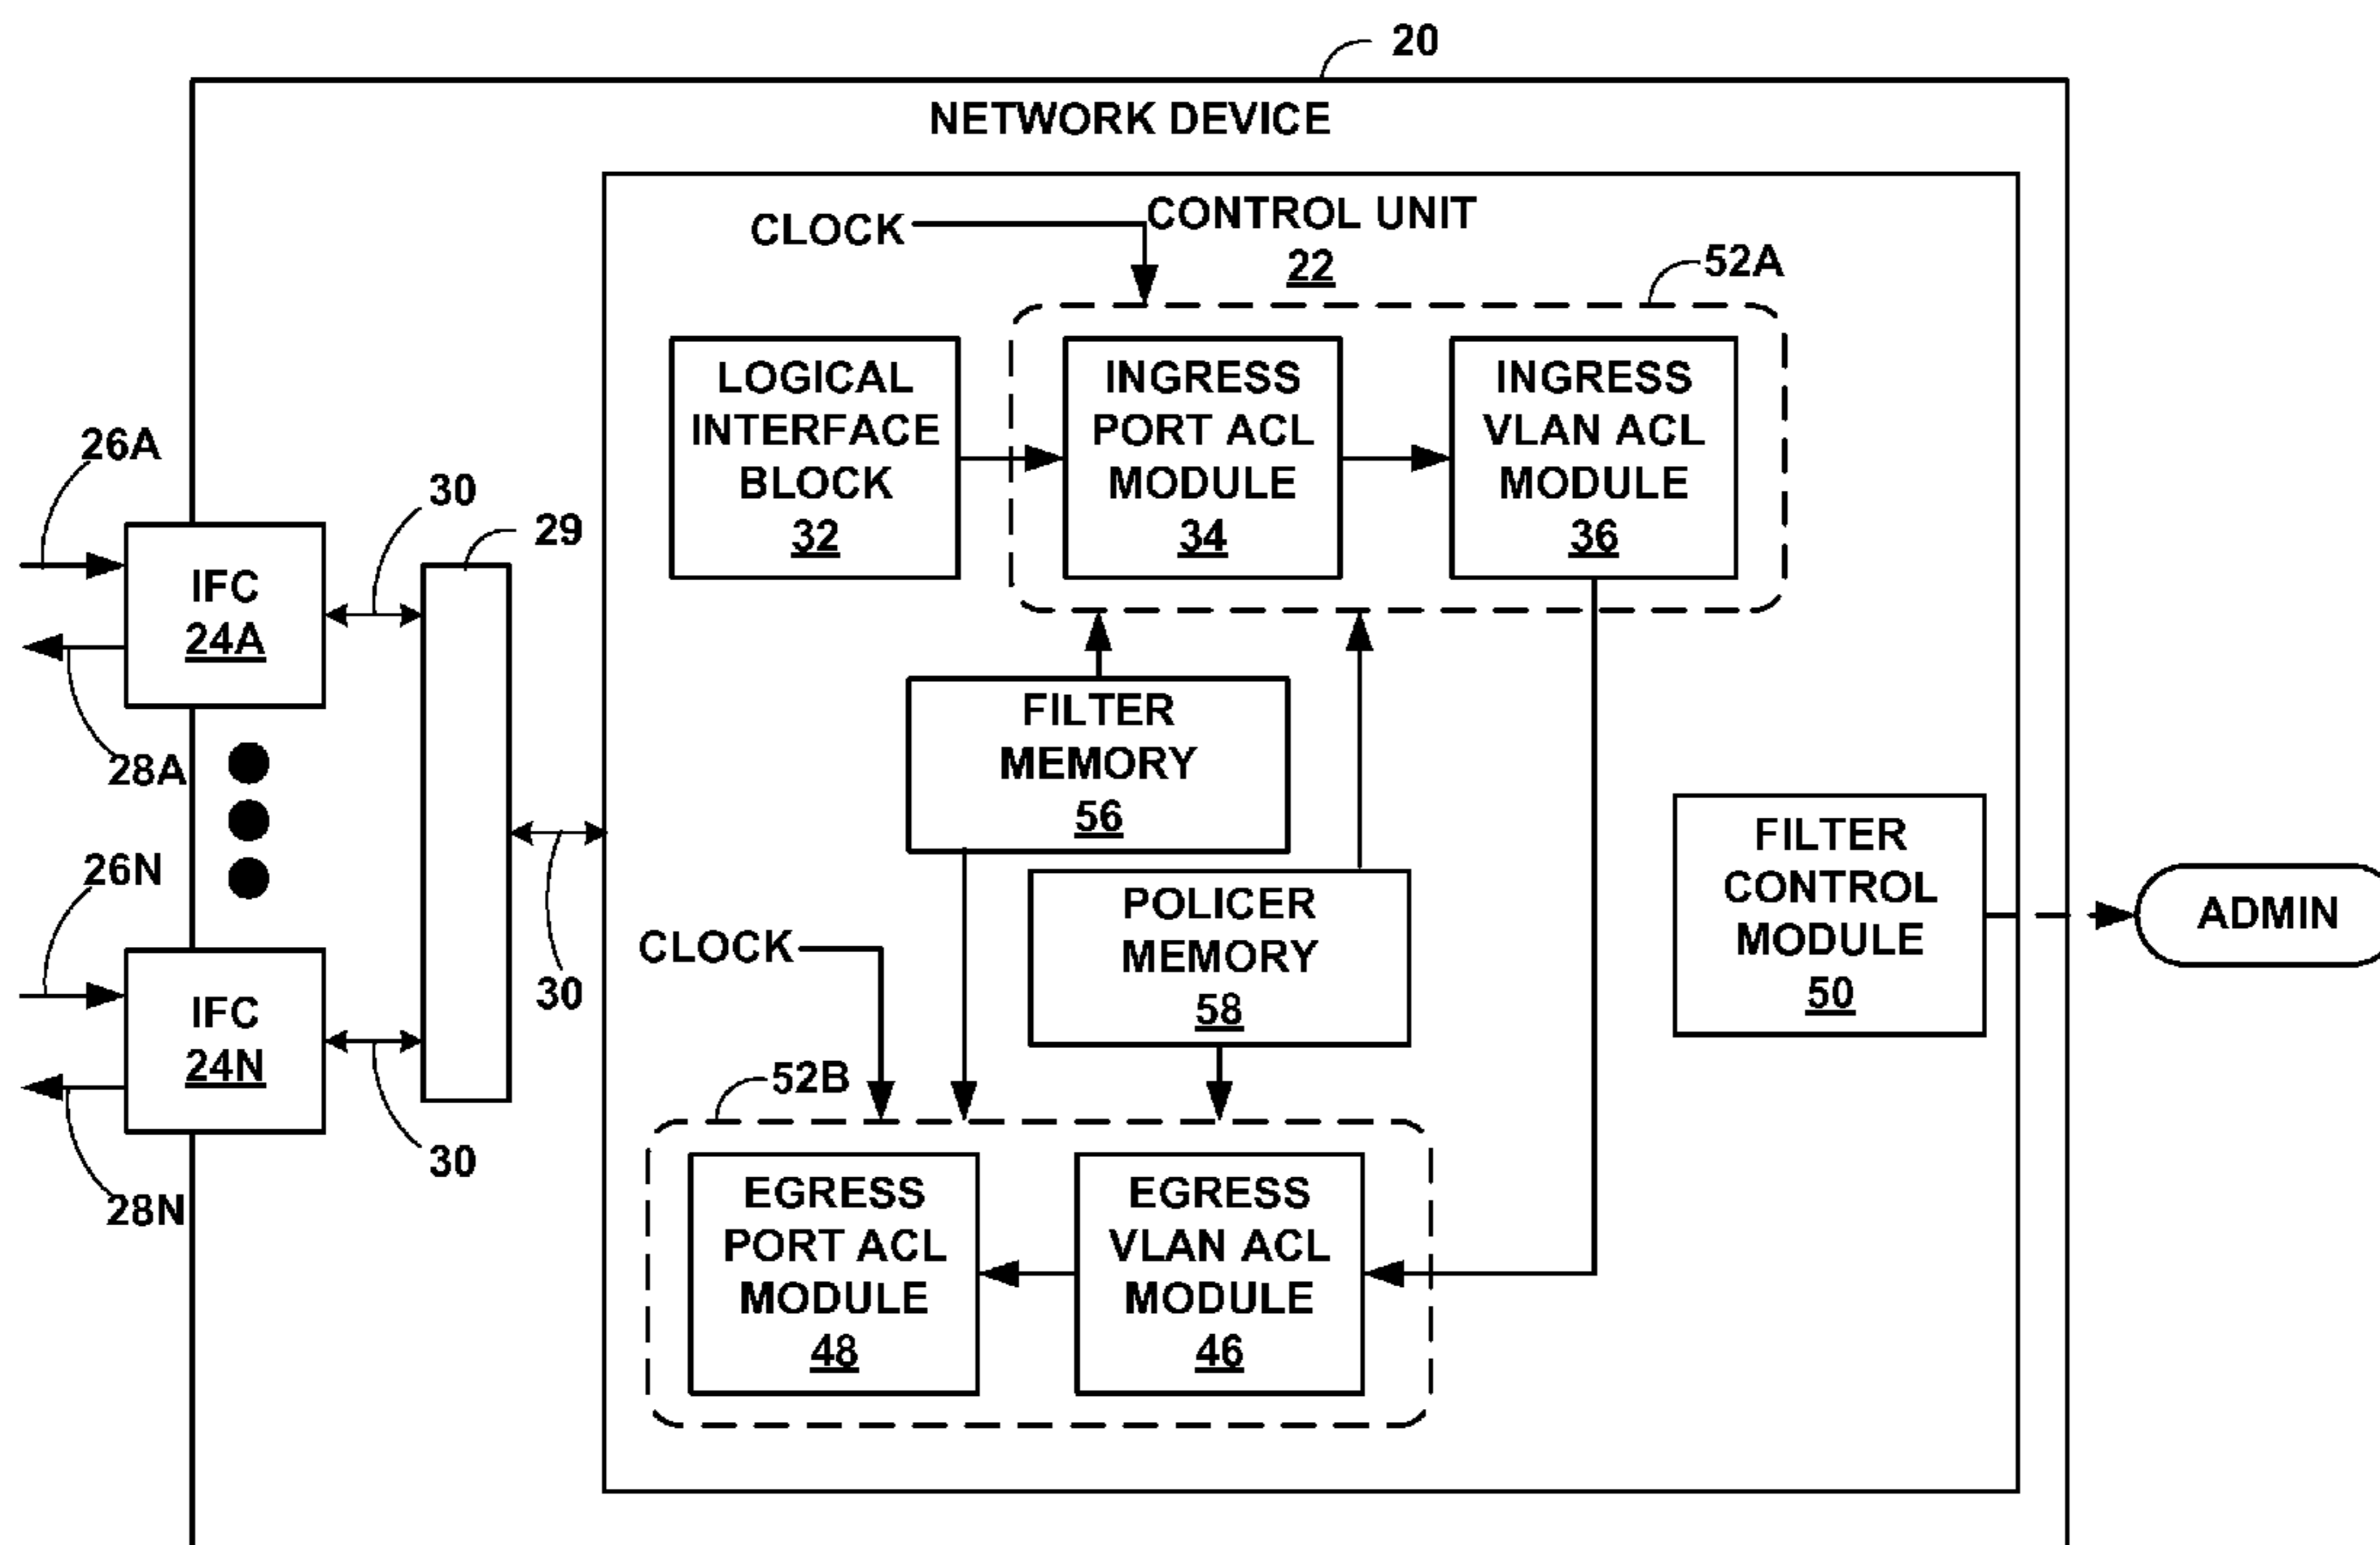 20
NETWORK DEVICE
CLOCK
CONTROL UNIT
22
52A
LOGICAL
INTERFACE
BLOCK
32
INGRESS
PORT ACL
MODULE
34
INGRESS
VLAN ACL
MODULE
36
26A
30
29
IFC
24A
28A
FILTER
MEMORY
56
26N
30
CLOCK
POLICER
MEMORY
58
FILTER
CONTROL
MODULE
50
ADMIN
IFC
24N
30
28N
52B
EGRESS
PORT ACL
MODULE
48
EGRESS
VLAN ACL
MODULE
46